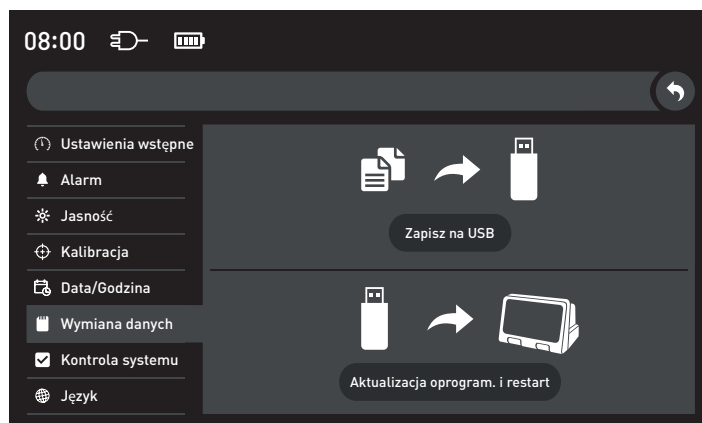 08:00
Ustawienia wstępne
Alarm
Jasność
Kalibracja
Data/Godzina
Wymiana danych
Kontrola systemu
Język
Zapisz na USB
Aktualizacja oprogram. i restart